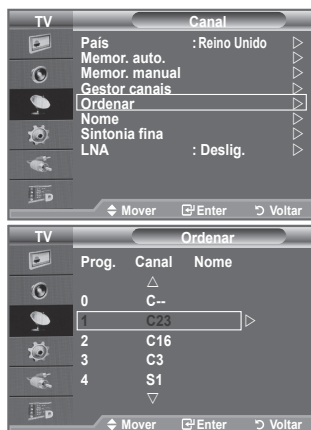 TV Canal
País : Reino Unido
Memor. auto.
Memor. manual
Gestor canais
Ordenar
Nome
Sintonia fina
LNA : Deslig.
Mover Enter Voltar
TV Ordenar
Prog. Canal Nome
0 C--
1 C23
2 C16
3 C3
4 S1
Mover Enter Voltar